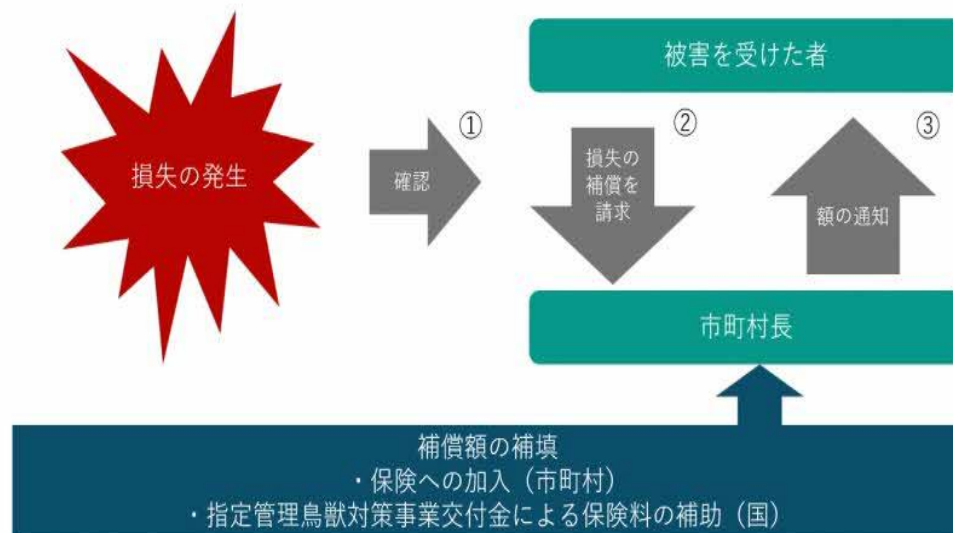 損失の発生
①
確認
被害を受けた者
②
損失の
補償を
請求
③
額の通知
市町村長
補償額の補填
・保険への加入（市町村）
・指定管理鳥獣対策事業交付金による保険料の補助（国）